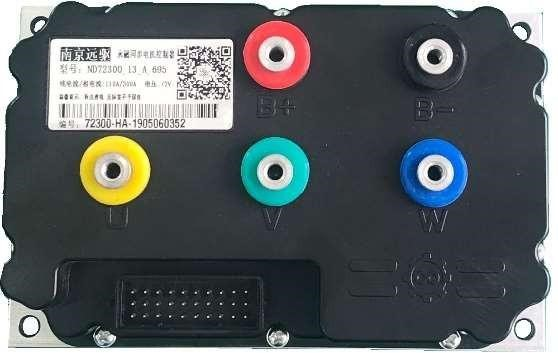 南京远驱 永磁同步电机控制器
型号: ND72300_13_A_695
电压: 72V
编号: 72300-HA-1905060352
B+
B-
U
V
W